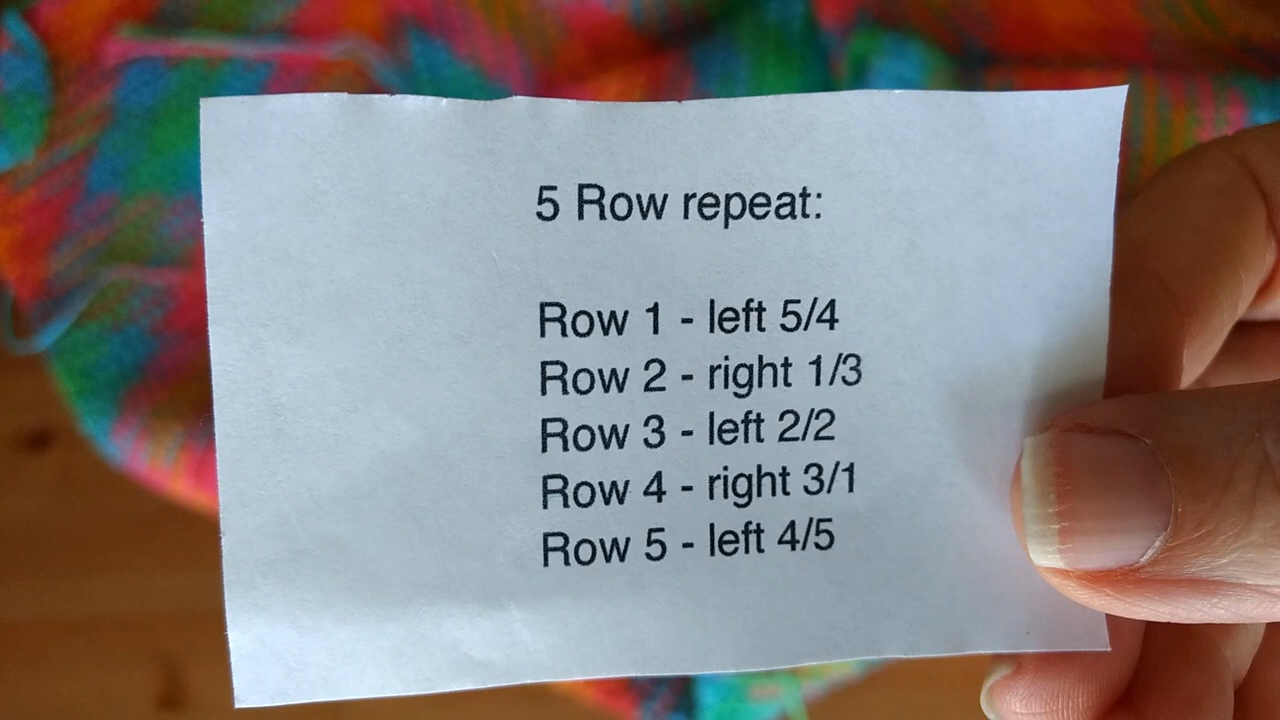 5 Row repeat:
Row 1 - left 5/4
Row 2 - right 1/3
Row 3 - left 2/2
Row 4 - right 3/1
Row 5 - left 4/5